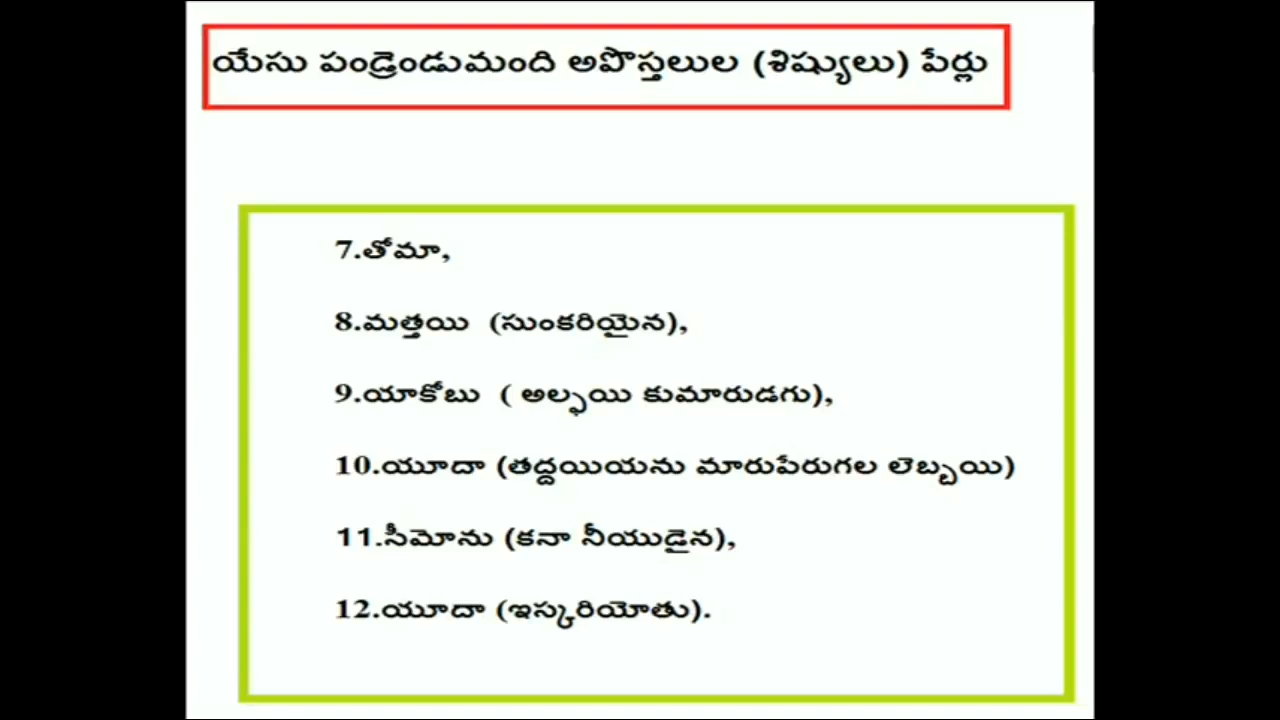 యేసు పండ్రెండుమంది అపొస్తలుల (శిష్యులు) పేర్లు
7.తోమా,
8.మత్తయి (సుంకరియైన),
9.యాకోబు ( అల్ఫయి కుమారుడగు),
10.యూదా (తద్దయియను మారుపేరుగల లెబ్బయి)
11.సీమోను (కనా నీయుడైన),
12.యూదా (ఇస్కరియోతు).